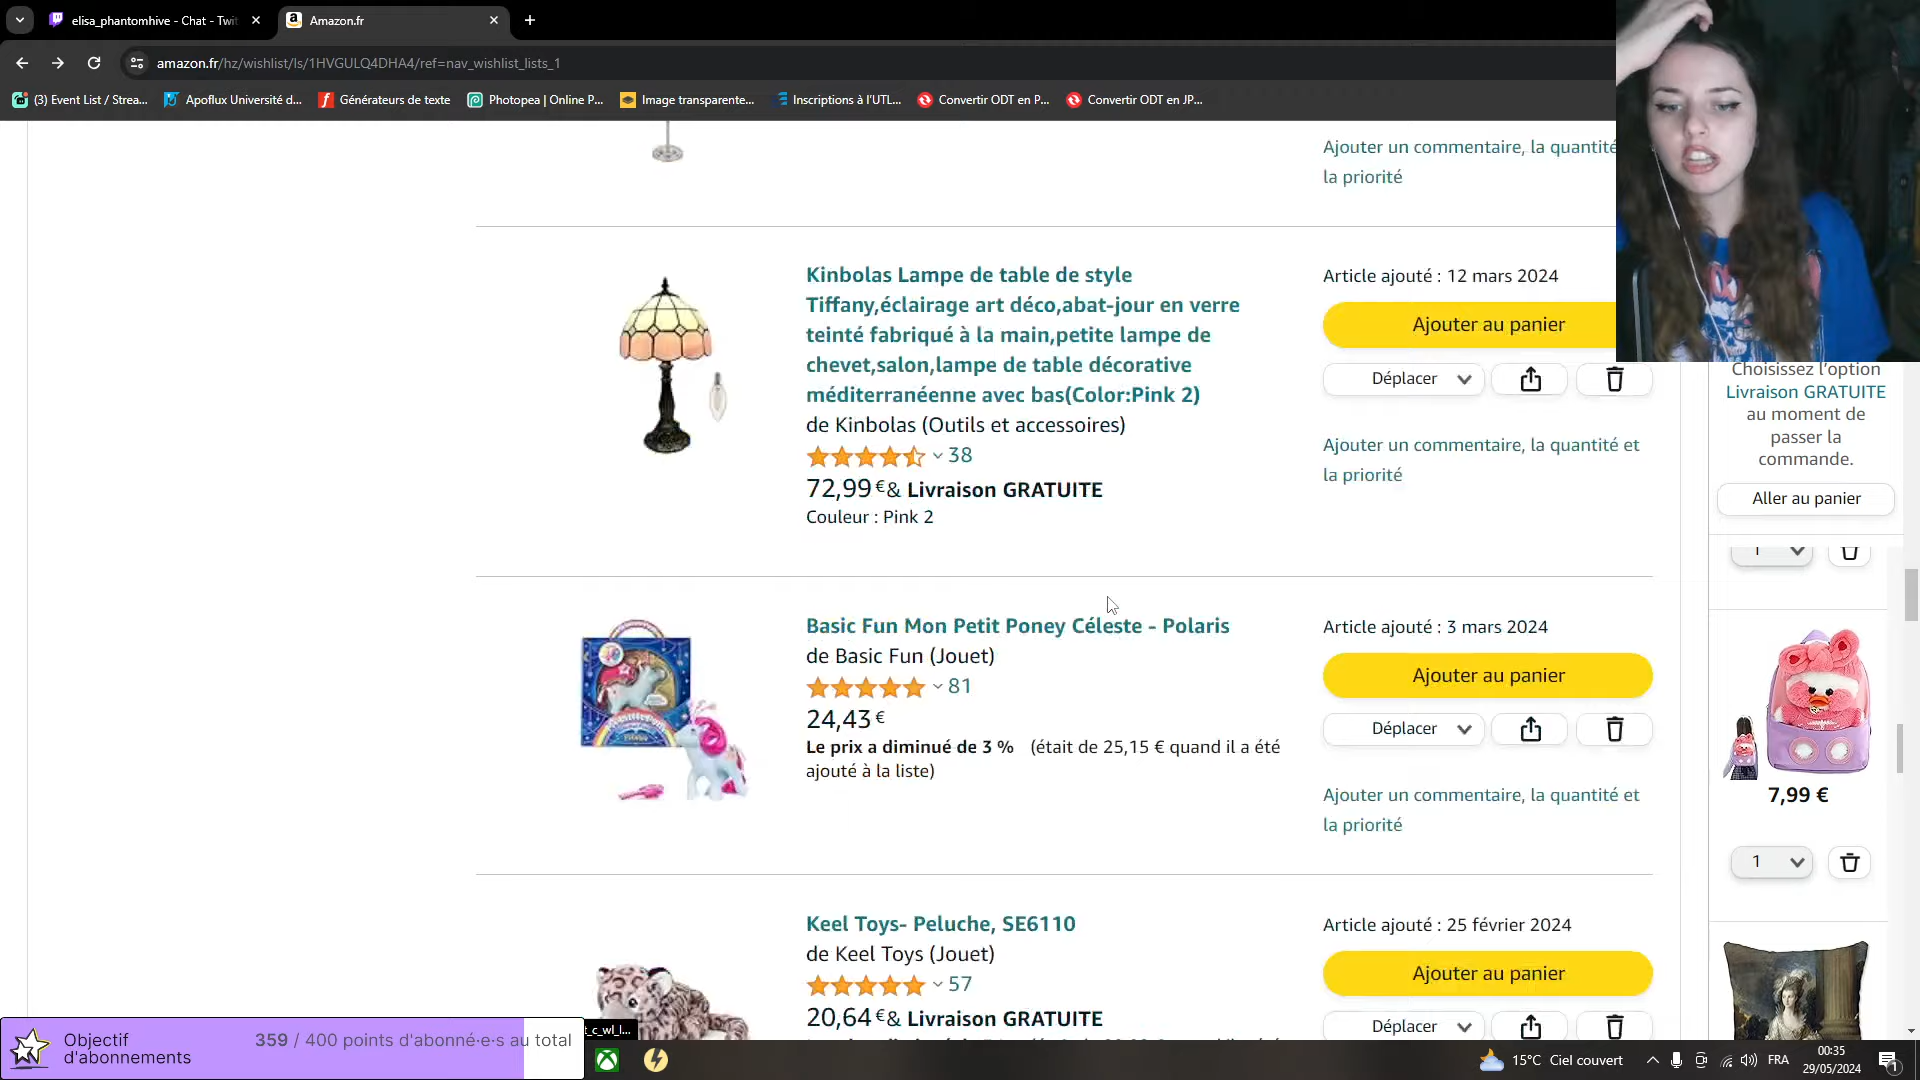 elisa_phantomhive - Chat - Twi
Amazon.fr
amazon.fr/hz/wishlist/ls/1HVGULQ4DHA4/ref=nav_wishlist_lists_1
(3) Event List / Strea...
Apoflux Université d...
Générateurs de texte
Photopea | Online P...
Image transparente...
Inscriptions à l'UTL...
Convertir ODT en P...
Convertir ODT en JP...
Ajouter un commentaire, la quantité
la priorité
Kinbolas Lampe de table de style
Tiffany,éclairage art déco,abat-jour en verre
teinté fabriqué à la main,petite lampe de
chevet,salon,lampe de table décorative
méditerranéenne avec bas(Color:Pink 2)
de Kinbolas (Outils et accessoires)
38
72,99 € & Livraison GRATUITE
Couleur : Pink 2
Article ajouté : 12 mars 2024
Ajouter au panier
Déplacer
Ajouter un commentaire, la quantité et
la priorité
Basic Fun Mon Petit Poney Céleste - Polaris
de Basic Fun (Jouet)
81
24,43 €
Le prix a diminué de 3 % (était de 25,15 € quand il a été
ajouté à la liste)
Article ajouté : 3 mars 2024
Ajouter au panier
Déplacer
Ajouter un commentaire, la quantité et
la priorité
Keel Toys- Peluche, SE6110
de Keel Toys (Jouet)
57
20,64 € & Livraison GRATUITE
Article ajouté : 25 février 2024
Ajouter au panier
Déplacer
Choisissez l'option
Livraison GRATUITE
au moment de
passer la
commande.
Aller au panier
1
7,99 €
1
Objectif
d'abonnements
359 / 400 points d'abonné·e·s au total
t_c_wl_l...
15°C Ciel couvert
FRA
00:35
29/05/2024
1